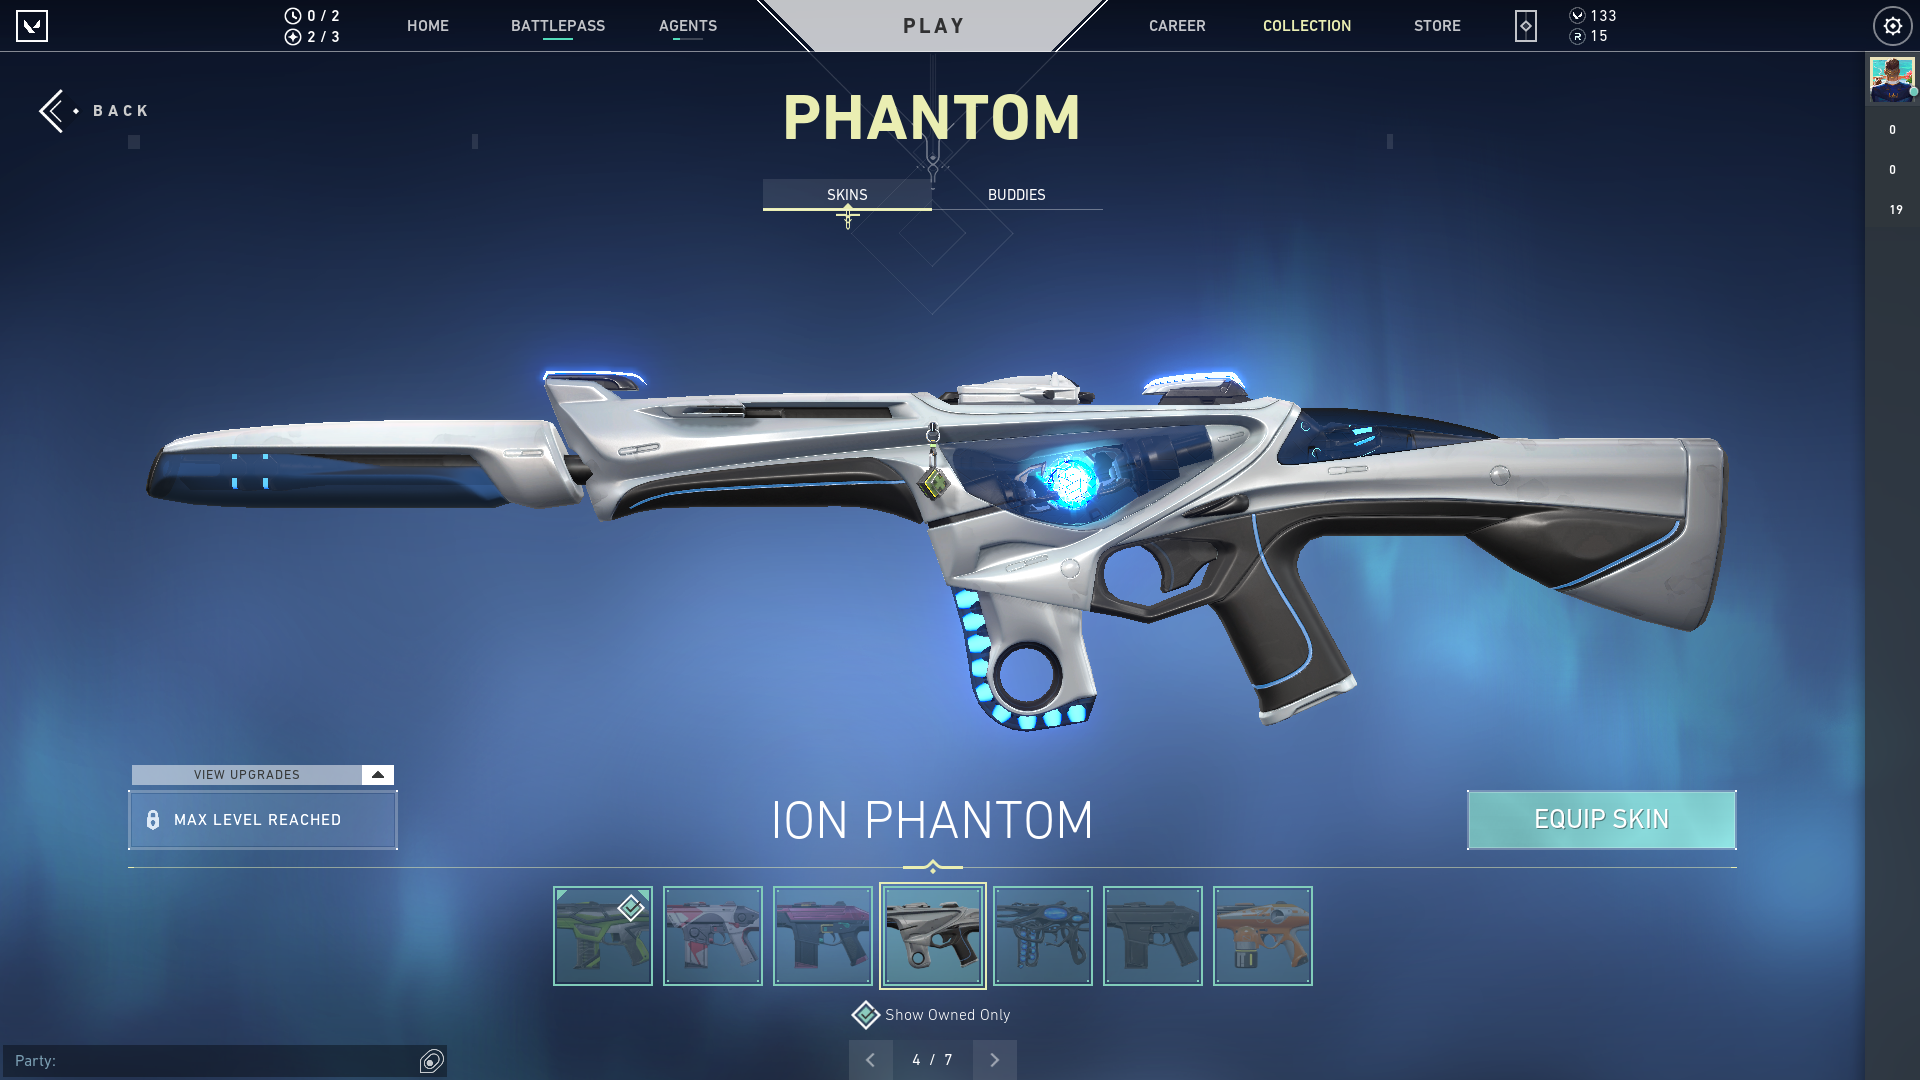 0 / 2
2 / 3
HOME
BATTLEPASS
AGENTS
PLAY
CAREER
COLLECTION
STORE
133
R 15
BACK
PHANTOM
SKINS
BUDDIES
0
0
19
VIEW UPGRADES
MAX LEVEL REACHED
ION PHANTOM
EQUIP SKIN
Show Owned Only
4 / 7
Party: